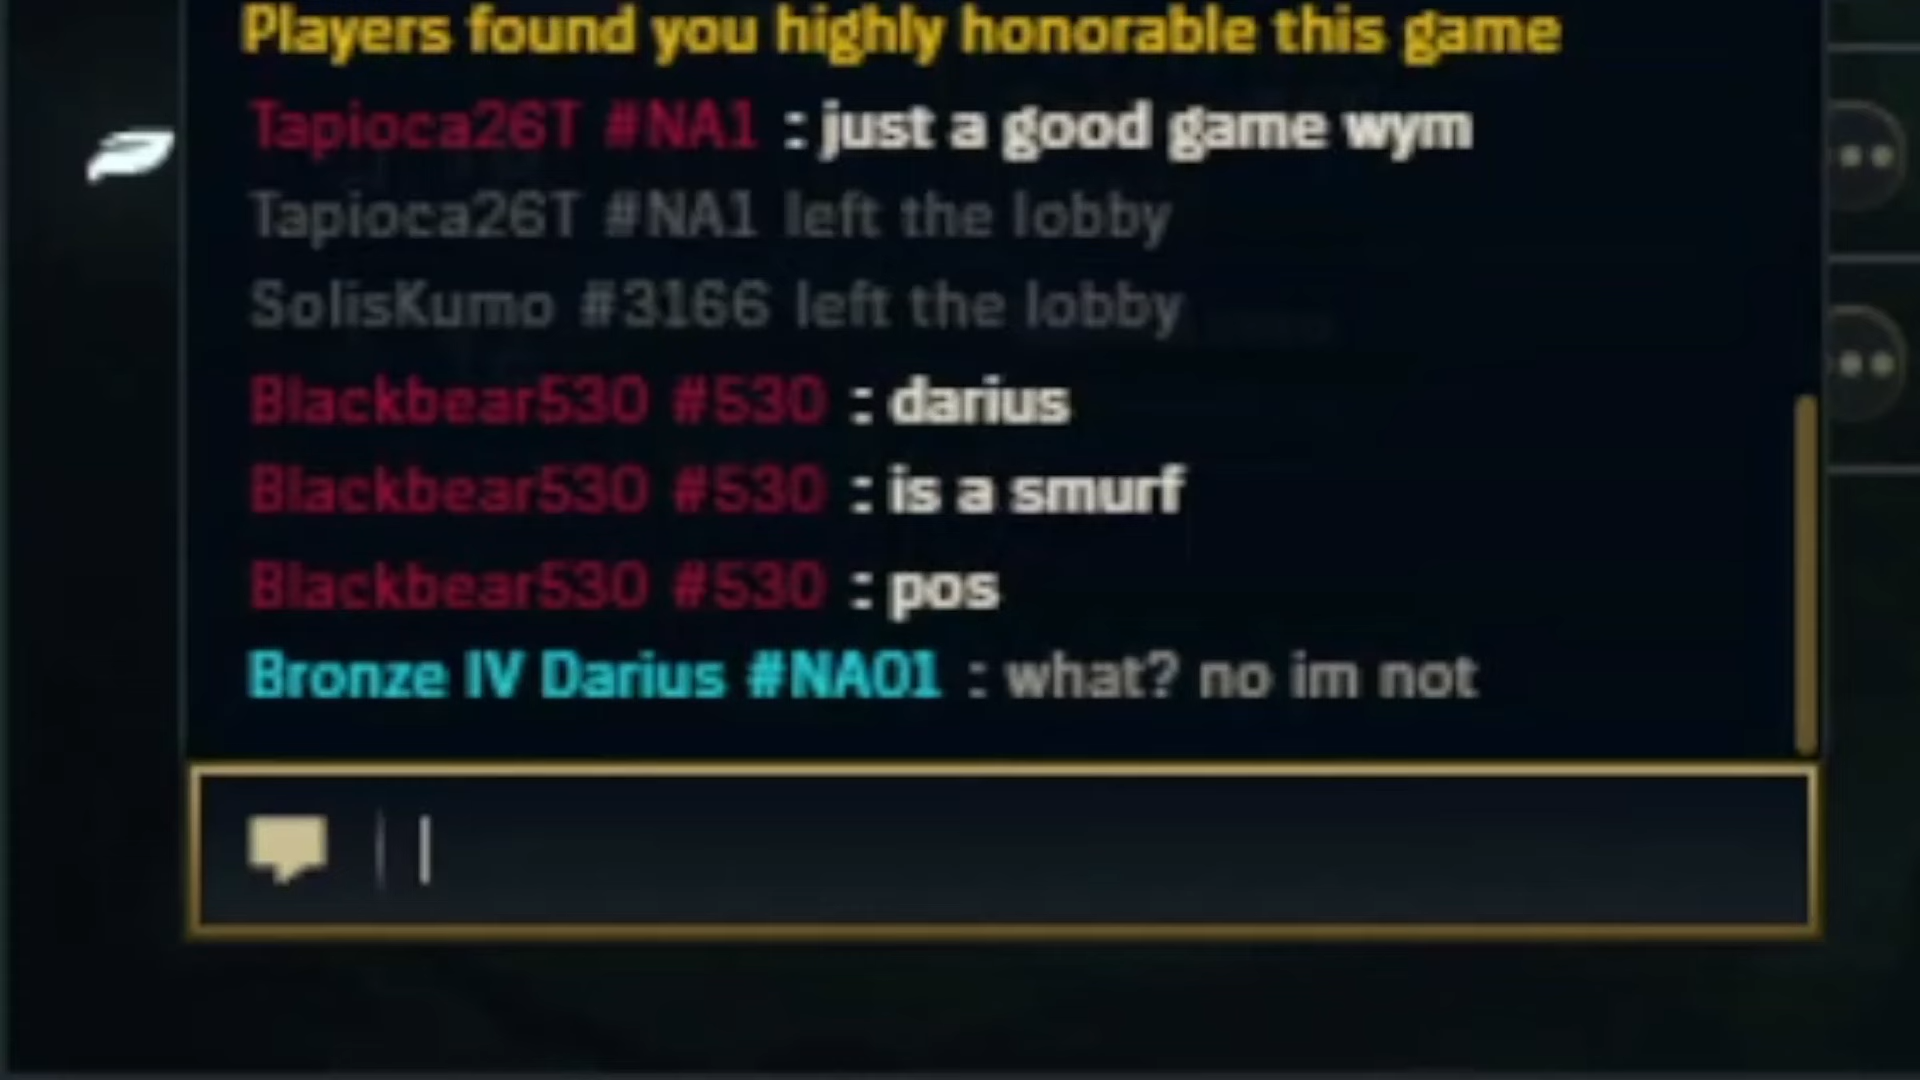 Players found you highly honorable this game
Tapioca26T #NA1 : just a good game wym
Tapioca26T #NA1 left the lobby
SolisKumo #3166 left the lobby
Blackbear530 #530 : darius
Blackbear530 #530 : is a smurf
Blackbear530 #530 : pos
Bronze IV Darius #NA01 : what? no im not